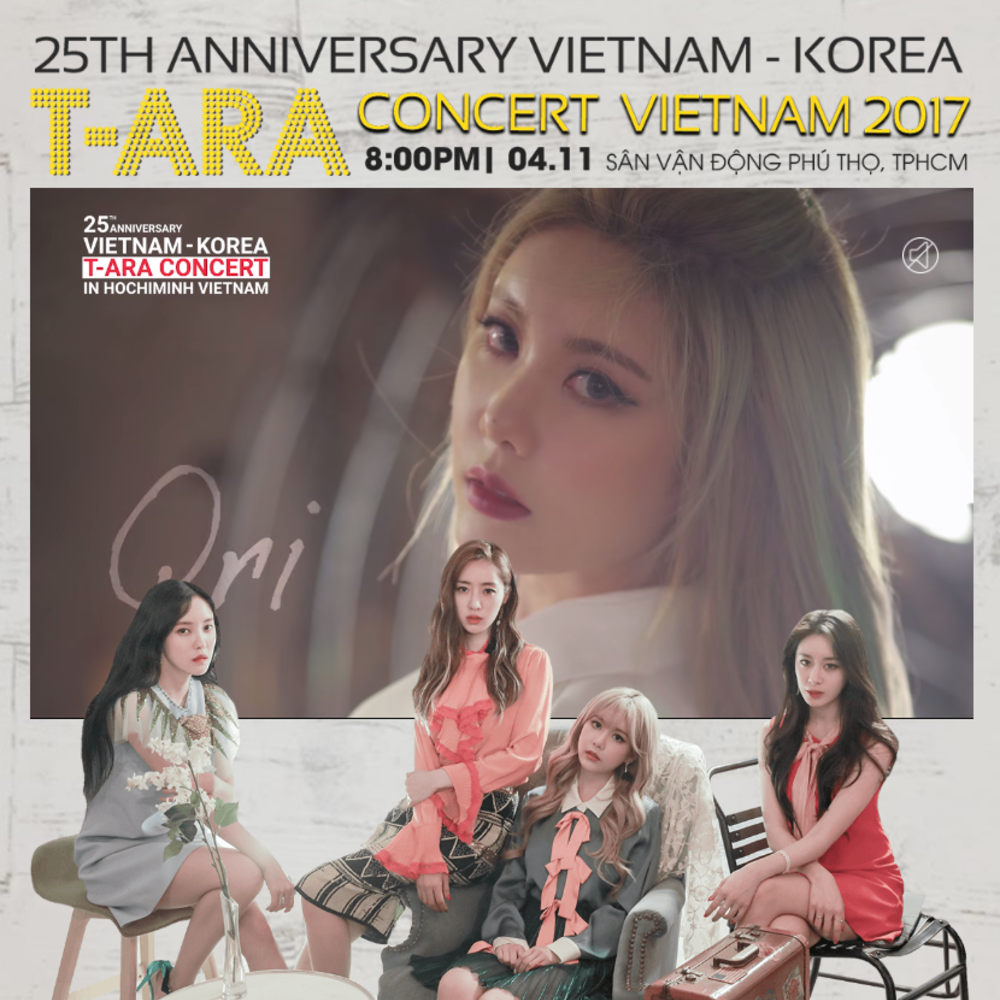 25TH ANNIVERSARY VIETNAM - KOREA
T-ARA CONCERT VIETNAM 2017
8:00PM| 04.11 SÂN VẬN ĐỘNG PHÚ THỌ, TPHCM
25TH ANNIVERSARY
VIETNAM - KOREA
T-ARA CONCERT
IN HOCHIMINH VIETNAM
Qri